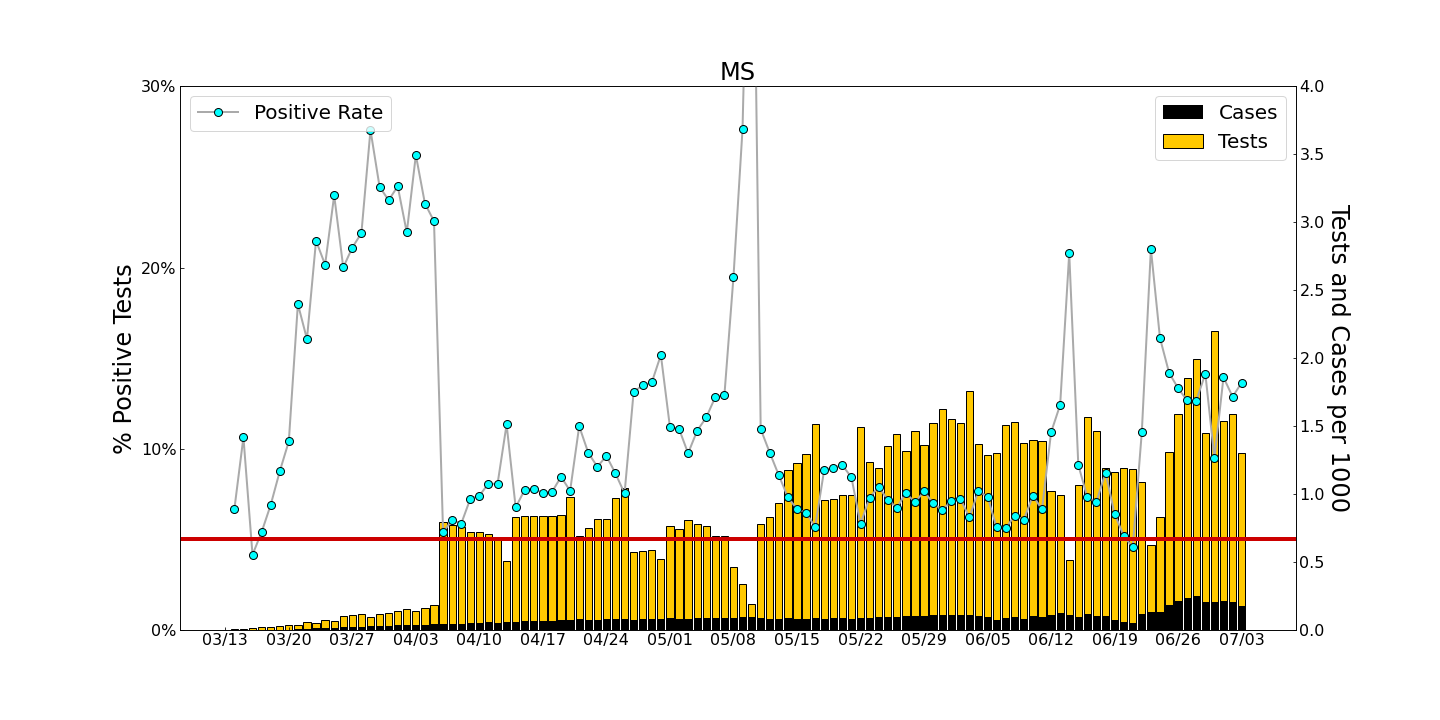 MS
Positive Rate
Cases
Tests
% Positive Tests
30%
20%
10%
0%
4.0
3.5
3.0
2.5
2.0
1.5
1.0
0.5
0.0
Tests and Cases per 1000
03/13 03/20 03/27 04/03 04/10 04/17 04/24 05/01 05/08 05/15 05/22 05/29 06/05 06/12 06/19 06/26 07/03